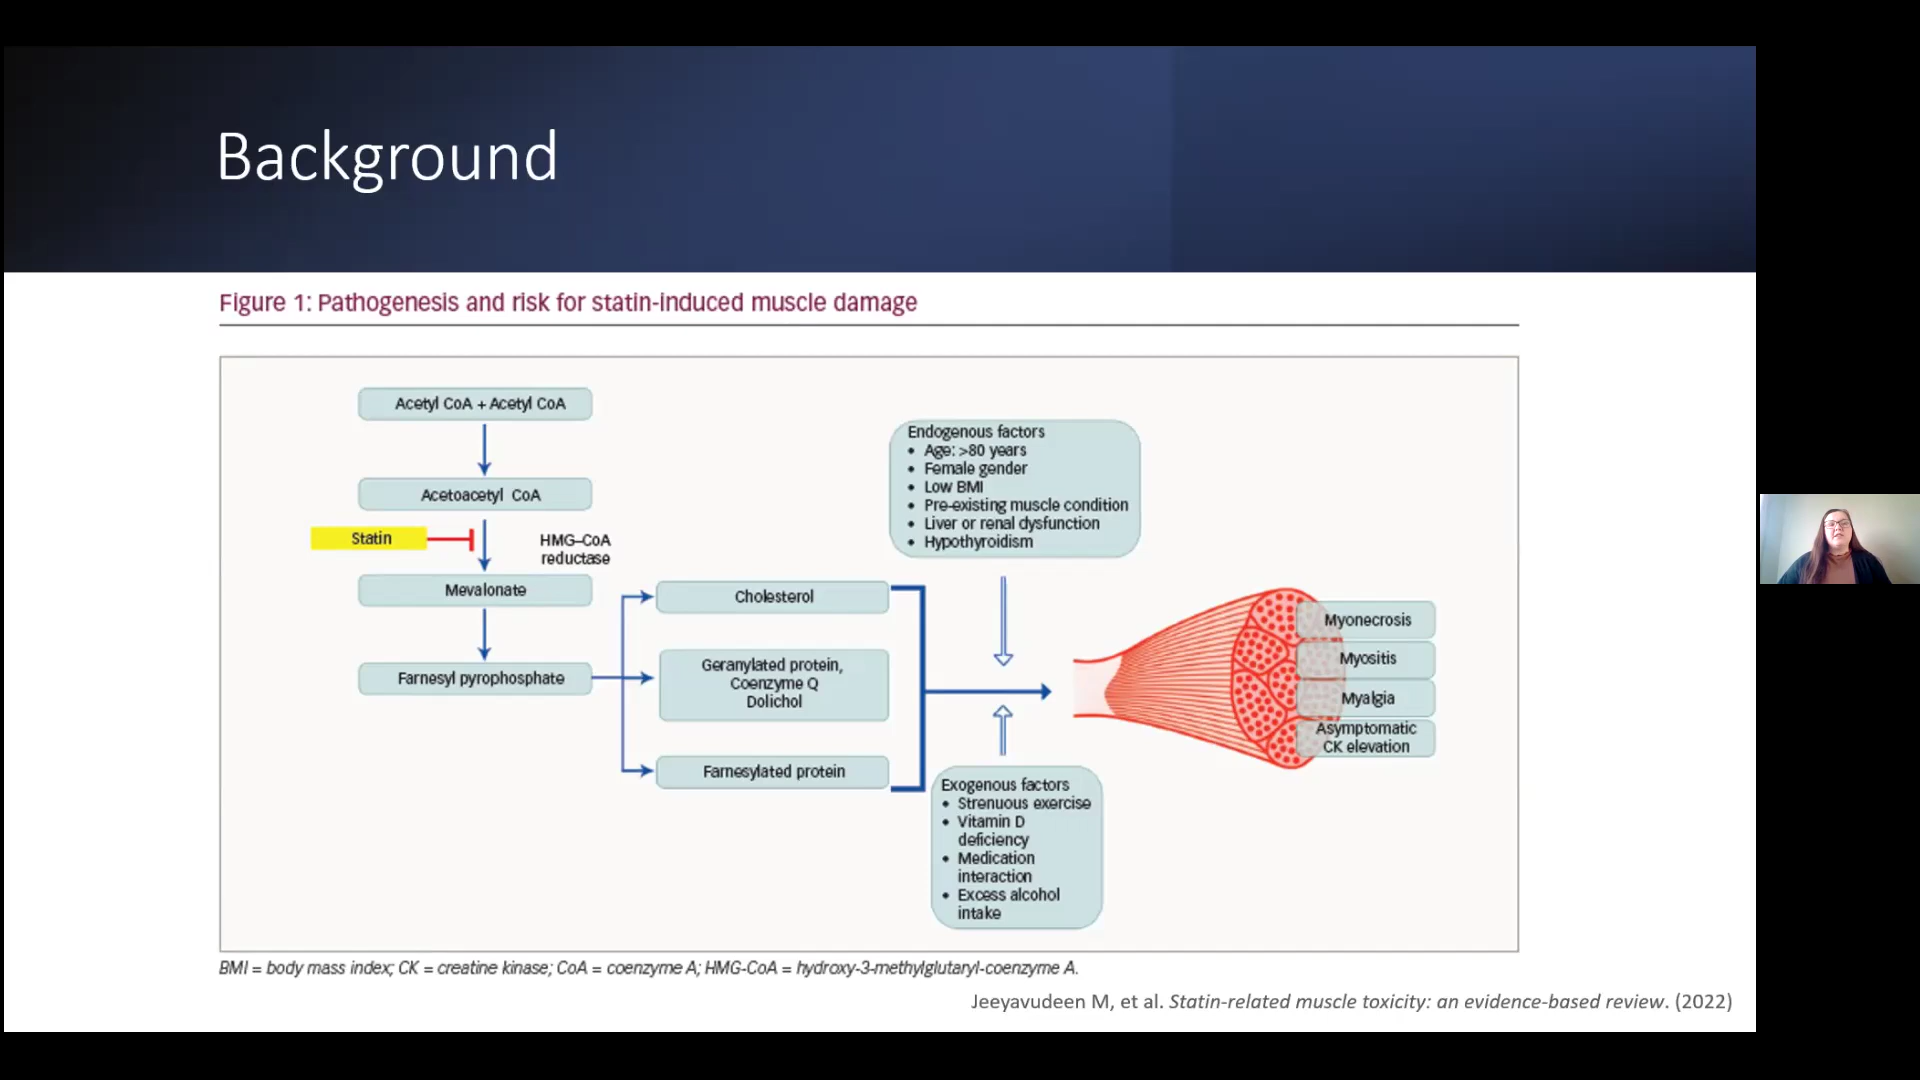 Background
Figure 1: Pathogenesis and risk for statin-induced muscle damage
Acetyl CoA + Acetyl CoA
Acetoacetyl CoA
Statin
HMG–CoA
reductase
Mevalonate
Farnesyl pyrophosphate
Cholesterol
Geranylated protein,
Coenzyme Q
Dolichol
Farnesylated protein
Endogenous factors
• Age: >80 years
• Female gender
• Low BMI
• Pre-existing muscle condition
• Liver or renal dysfunction
• Hypothyroidism
Exogenous factors
• Strenuous exercise
• Vitamin D
deficiency
• Medication
interaction
• Excess alcohol
intake
Myonecrosis
Myositis
Myalgia
Asymptomatic
CK elevation
BMI = body mass index; CK = creatine kinase; CoA = coenzyme A; HMG-CoA = hydroxy-3-methylglutaryl-coenzyme A.
Jeeyavudeen M, et al. Statin-related muscle toxicity: an evidence-based review. (2022)